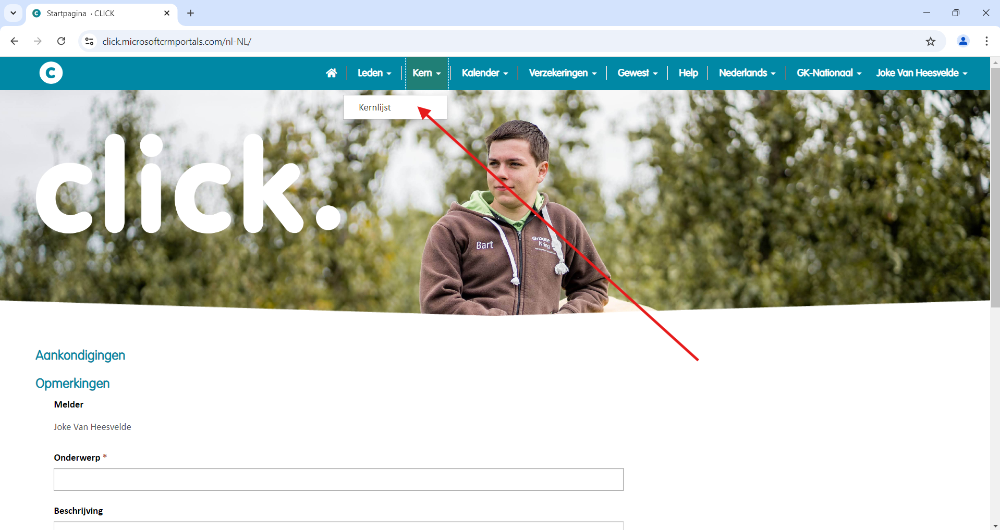 Startpagina · CLICK
click.microsoftcrmportals.com/nl-NL/
c Leden Kern Kalender Verzekeringen Gewest Help Nederlands GK-Nationaal Joke Van Heesvelde
Kernlijst
click.
Bart
Groene
Kring
Aankondigingen
Opmerkingen
Melder
Joke Van Heesvelde
Onderwerp *
Beschrijving